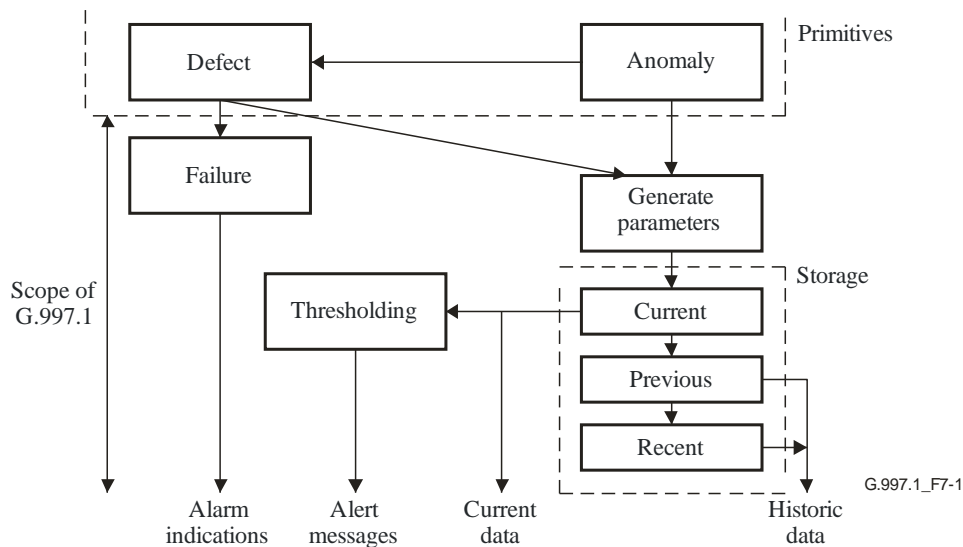 Primitives
Defect
Anomaly
Failure
Generate
parameters
Scope of
G.997.1
Storage
Thresholding
Current
Previous
Recent
G.997.1_F7-1
Alarm
indications
Alert
messages
Current
data
Historic
data